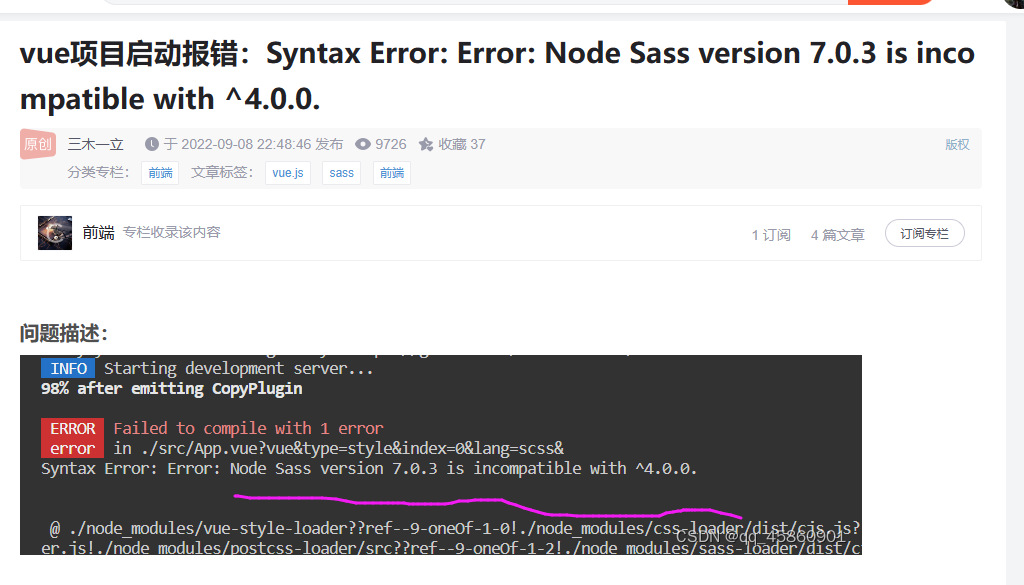 vue项目启动报错：Syntax Error: Error: Node Sass version 7.0.3 is inco
mpatible with ^4.0.0.
原创 三木一立 于 2022-09-08 22:48:46 发布 9726 收藏 37 版权
分类专栏： 前端 文章标签： vue.js sass 前端
前端 专栏收录该内容 1 订阅 4 篇文章 订阅专栏
问题描述：
INFO Starting development server...
98% after emitting CopyPlugin
ERROR Failed to compile with 1 error
error in ./src/App.vue?vue&type=style&index=0&lang=scss&
Syntax Error: Error: Node Sass version 7.0.3 is incompatible with ^4.0.0.
@ ./node_modules/vue-style-loader??ref--9-oneOf-1-0!./node_modules/css-loader/dist/cjs.js?
CSDN @qq_45860901
er.js!./node_modules/postcss-loader/src??ref--9-oneOf-1-2!./node_modules/sass-loader/dist/c